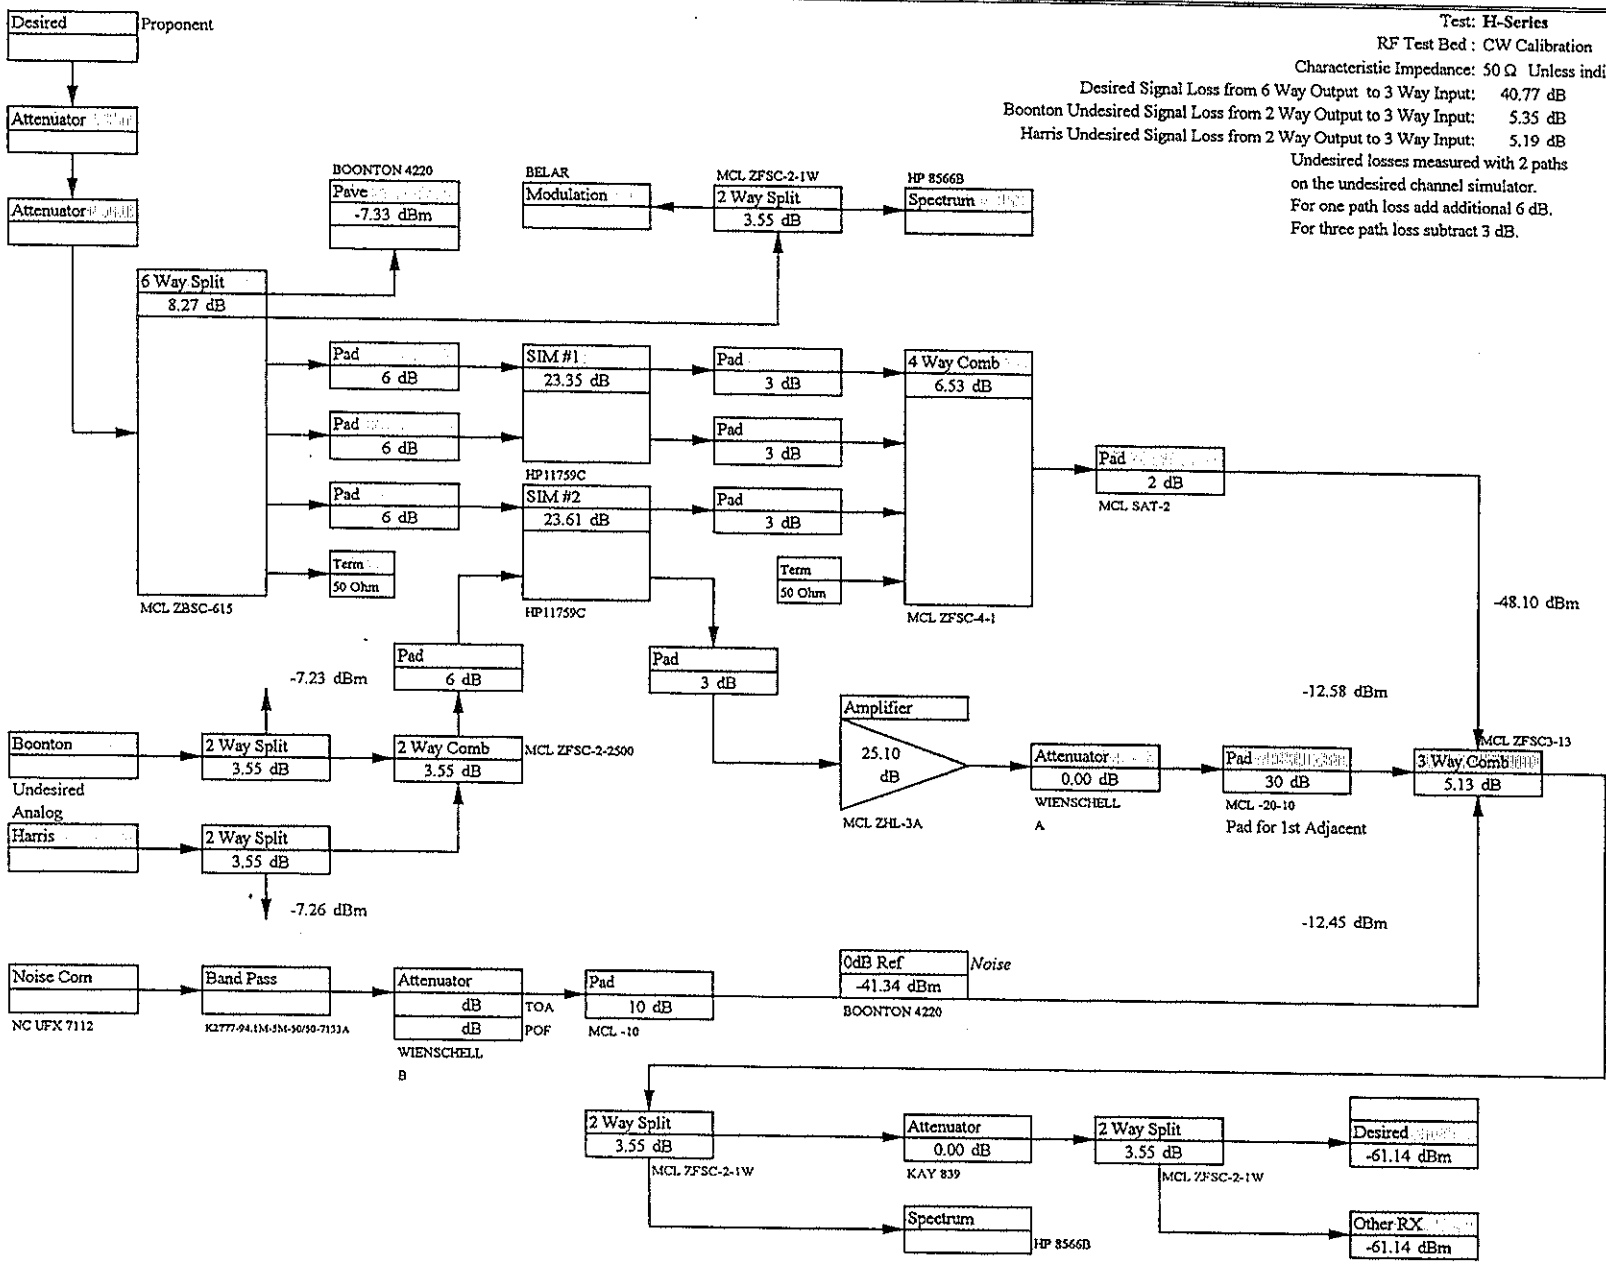 Desired
Proponent
Test: H-Series
RF Test Bed : CW Calibration
Characteristic Impedance: 50 Ω Unless indi
Desired Signal Loss from 6 Way Output to 3 Way Input: 40.77 dB
Boonton Undesired Signal Loss from 2 Way Output to 3 Way Input: 5.35 dB
Harris Undesired Signal Loss from 2 Way Output to 3 Way Input: 5.19 dB
Undesired losses measured with 2 paths
on the undesired channel simulator.
For one path loss add additional 6 dB.
For three path loss subtract 3 dB.
Attenuator
Attenuator
BOONTON 4220
Pave
-7.33 dBm
BELAR
Modulation
MCL ZFSC-2-1W
2 Way Split
3.55 dB
HP 8566B
Spectrum
6 Way Split
8.27 dB
MCL ZBSC-615
Pad
6 dB
SIM #1
23.35 dB
Pad
3 dB
4 Way Comb
6.53 dB
Pad
6 dB
HP11759C
Pad
3 dB
Pad
2 dB
MCL SAT-2
Pad
6 dB
SIM #2
23.61 dB
Pad
3 dB
Term
50 Ohm
HP11759C
Term
50 Ohm
MCL ZFSC-4-1
-48.10 dBm
Pad
6 dB
Pad
3 dB
-7.23 dBm
-12.58 dBm
Boonton
2 Way Split
3.55 dB
2 Way Comb
3.55 dB
MCL ZFSC-2-2500
Amplifier
25.10
dB
MCL ZHL-3A
Attenuator
0.00 dB
WIENSCHELL
A
Pad
30 dB
MCL -20-10
Pad for 1st Adjacent
MCL ZFSC3-13
3 Way Comb
5.13 dB
Undesired
Analog
Harris
2 Way Split
3.55 dB
-7.26 dBm
-12.45 dBm
Noise Com
NC UFX 7112
Band Pass
K2777-94.1M-5M-50/50-7133A
Attenuator
dB TOA
dB POF
WIENSCHELL
B
Pad
10 dB
MCL -10
0dB Ref
-41.34 dBm
Noise
BOONTON 4220
2 Way Split
3.55 dB
MCL ZFSC-2-1W
Attenuator
0.00 dB
KAY 839
2 Way Split
3.55 dB
MCL ZFSC-2-1W
Desired
-61.14 dBm
Spectrum
HP 8566B
Other RX
-61.14 dBm